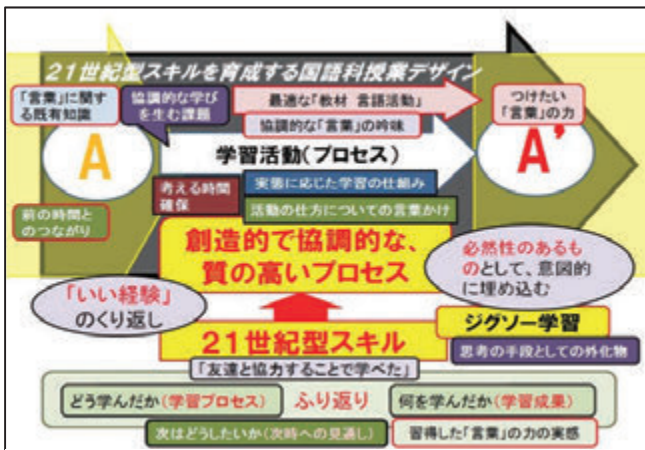 21世紀型スキルを育成する国語科授業デザイン
「言葉」に関す
る既有知識
協調的な学び
を生む課題
最適な「教材 言語活動」
協調的な「言葉」の吟味
つけたい
「言葉」の力
A
学習活動(プロセス)
A’
考える時間
確保
実態に応じた学習の仕組み
活動の仕方についての言葉かけ
前の時間と
のつながり
創造的で協調的な、
質の高いプロセス
必然性のあるも
のとして、意図的
に埋め込む
「いい経験」
のくり返し
21世紀型スキル
ジグソー学習
思考の手段としての外化物
「友達と協力することで学べた」
どう学んだか(学習プロセス)
ふり返り
何を学んだか(学習成果)
次はどうしたいか(次時への見通し)
習得した「言葉」の力の実感